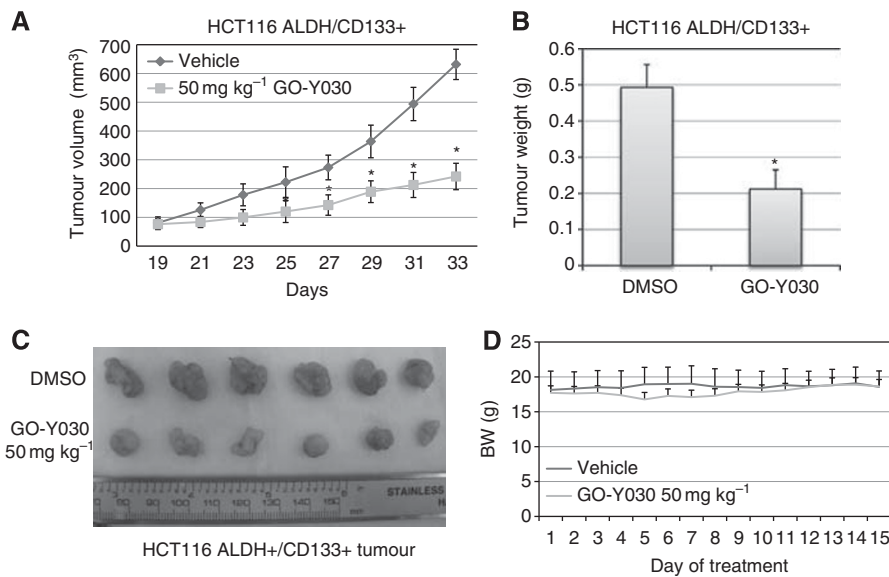 A
HCT116 ALDH/CD133+
Tumour volume (mm³)
700
600
500
400
300
200
100
0
Vehicle
50 mg kg⁻¹ GO-Y030
*
*
*
*
19 21 23 25 27 29 31 33
Days
B
HCT116 ALDH/CD133+
Tumour weight (g)
0.6
0.5
0.4
0.3
0.2
0.1
0
*
DMSO GO-Y030
C
DMSO
GO-Y030
50 mg kg⁻¹
STAINLESS
HCT116 ALDH+/CD133+ tumour
D
BW (g)
25
20
15
10
5
0
Vehicle
GO-Y030 50 mg kg⁻¹
1 2 3 4 5 6 7 8 9 10 11 12 13 14 15
Day of treatment